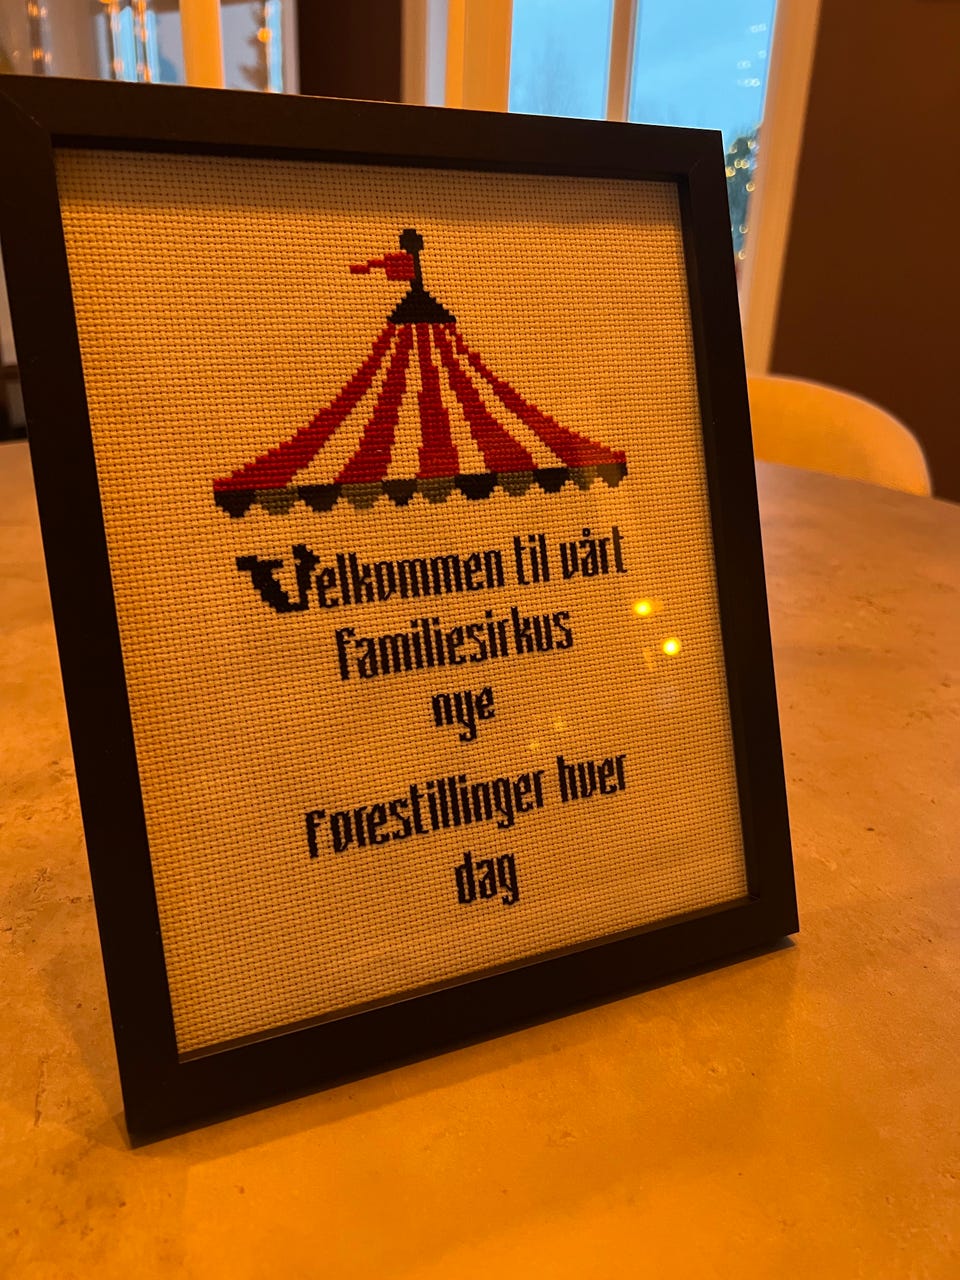 Velkommen til vårt
familiesirkus
nye
forestillinger hver
dag